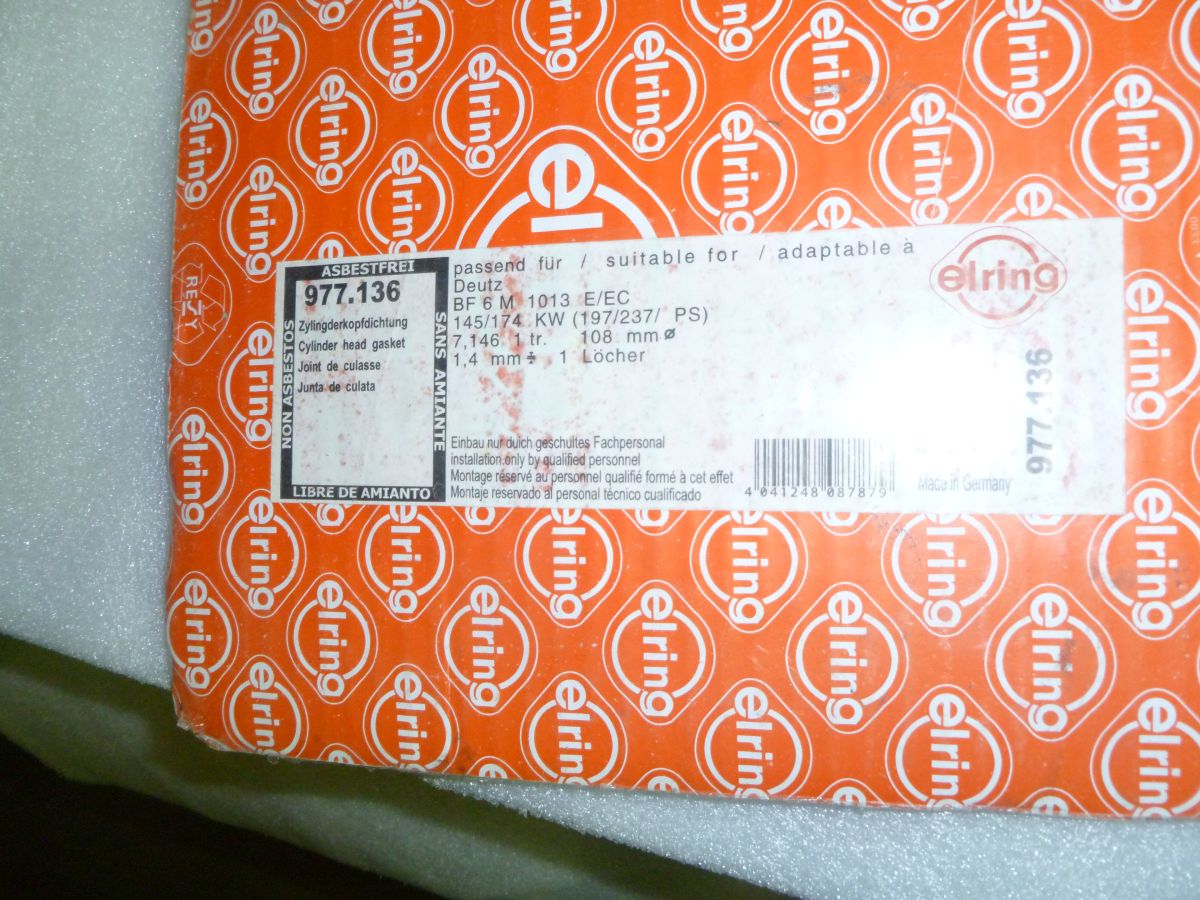 elring
ASBESTFREI
977.136
Zylingderkopfdichtung
Cylinder head gasket
Joint de culasse
Junta de culata
NON ASBESTOS
SANS AMIANTE
LIBRE DE AMIANTO
passend für / suitable for / adaptable à
Deutz
BF 6 M 1013 E/EC
145/174 KW (197/237/ PS)
7,146 1 tr. 108 mm ø
1,4 mm ≑ 1 Löcher
Einbau nur duich geschultes Fachpersonal
installation.only by qualified personnel
Montage réservé au personnel qualifié formé à cet effet
Montaje reservado al personal técnico cualificado
4 041248 087879
Made in Germany
elring
977.136
REZY